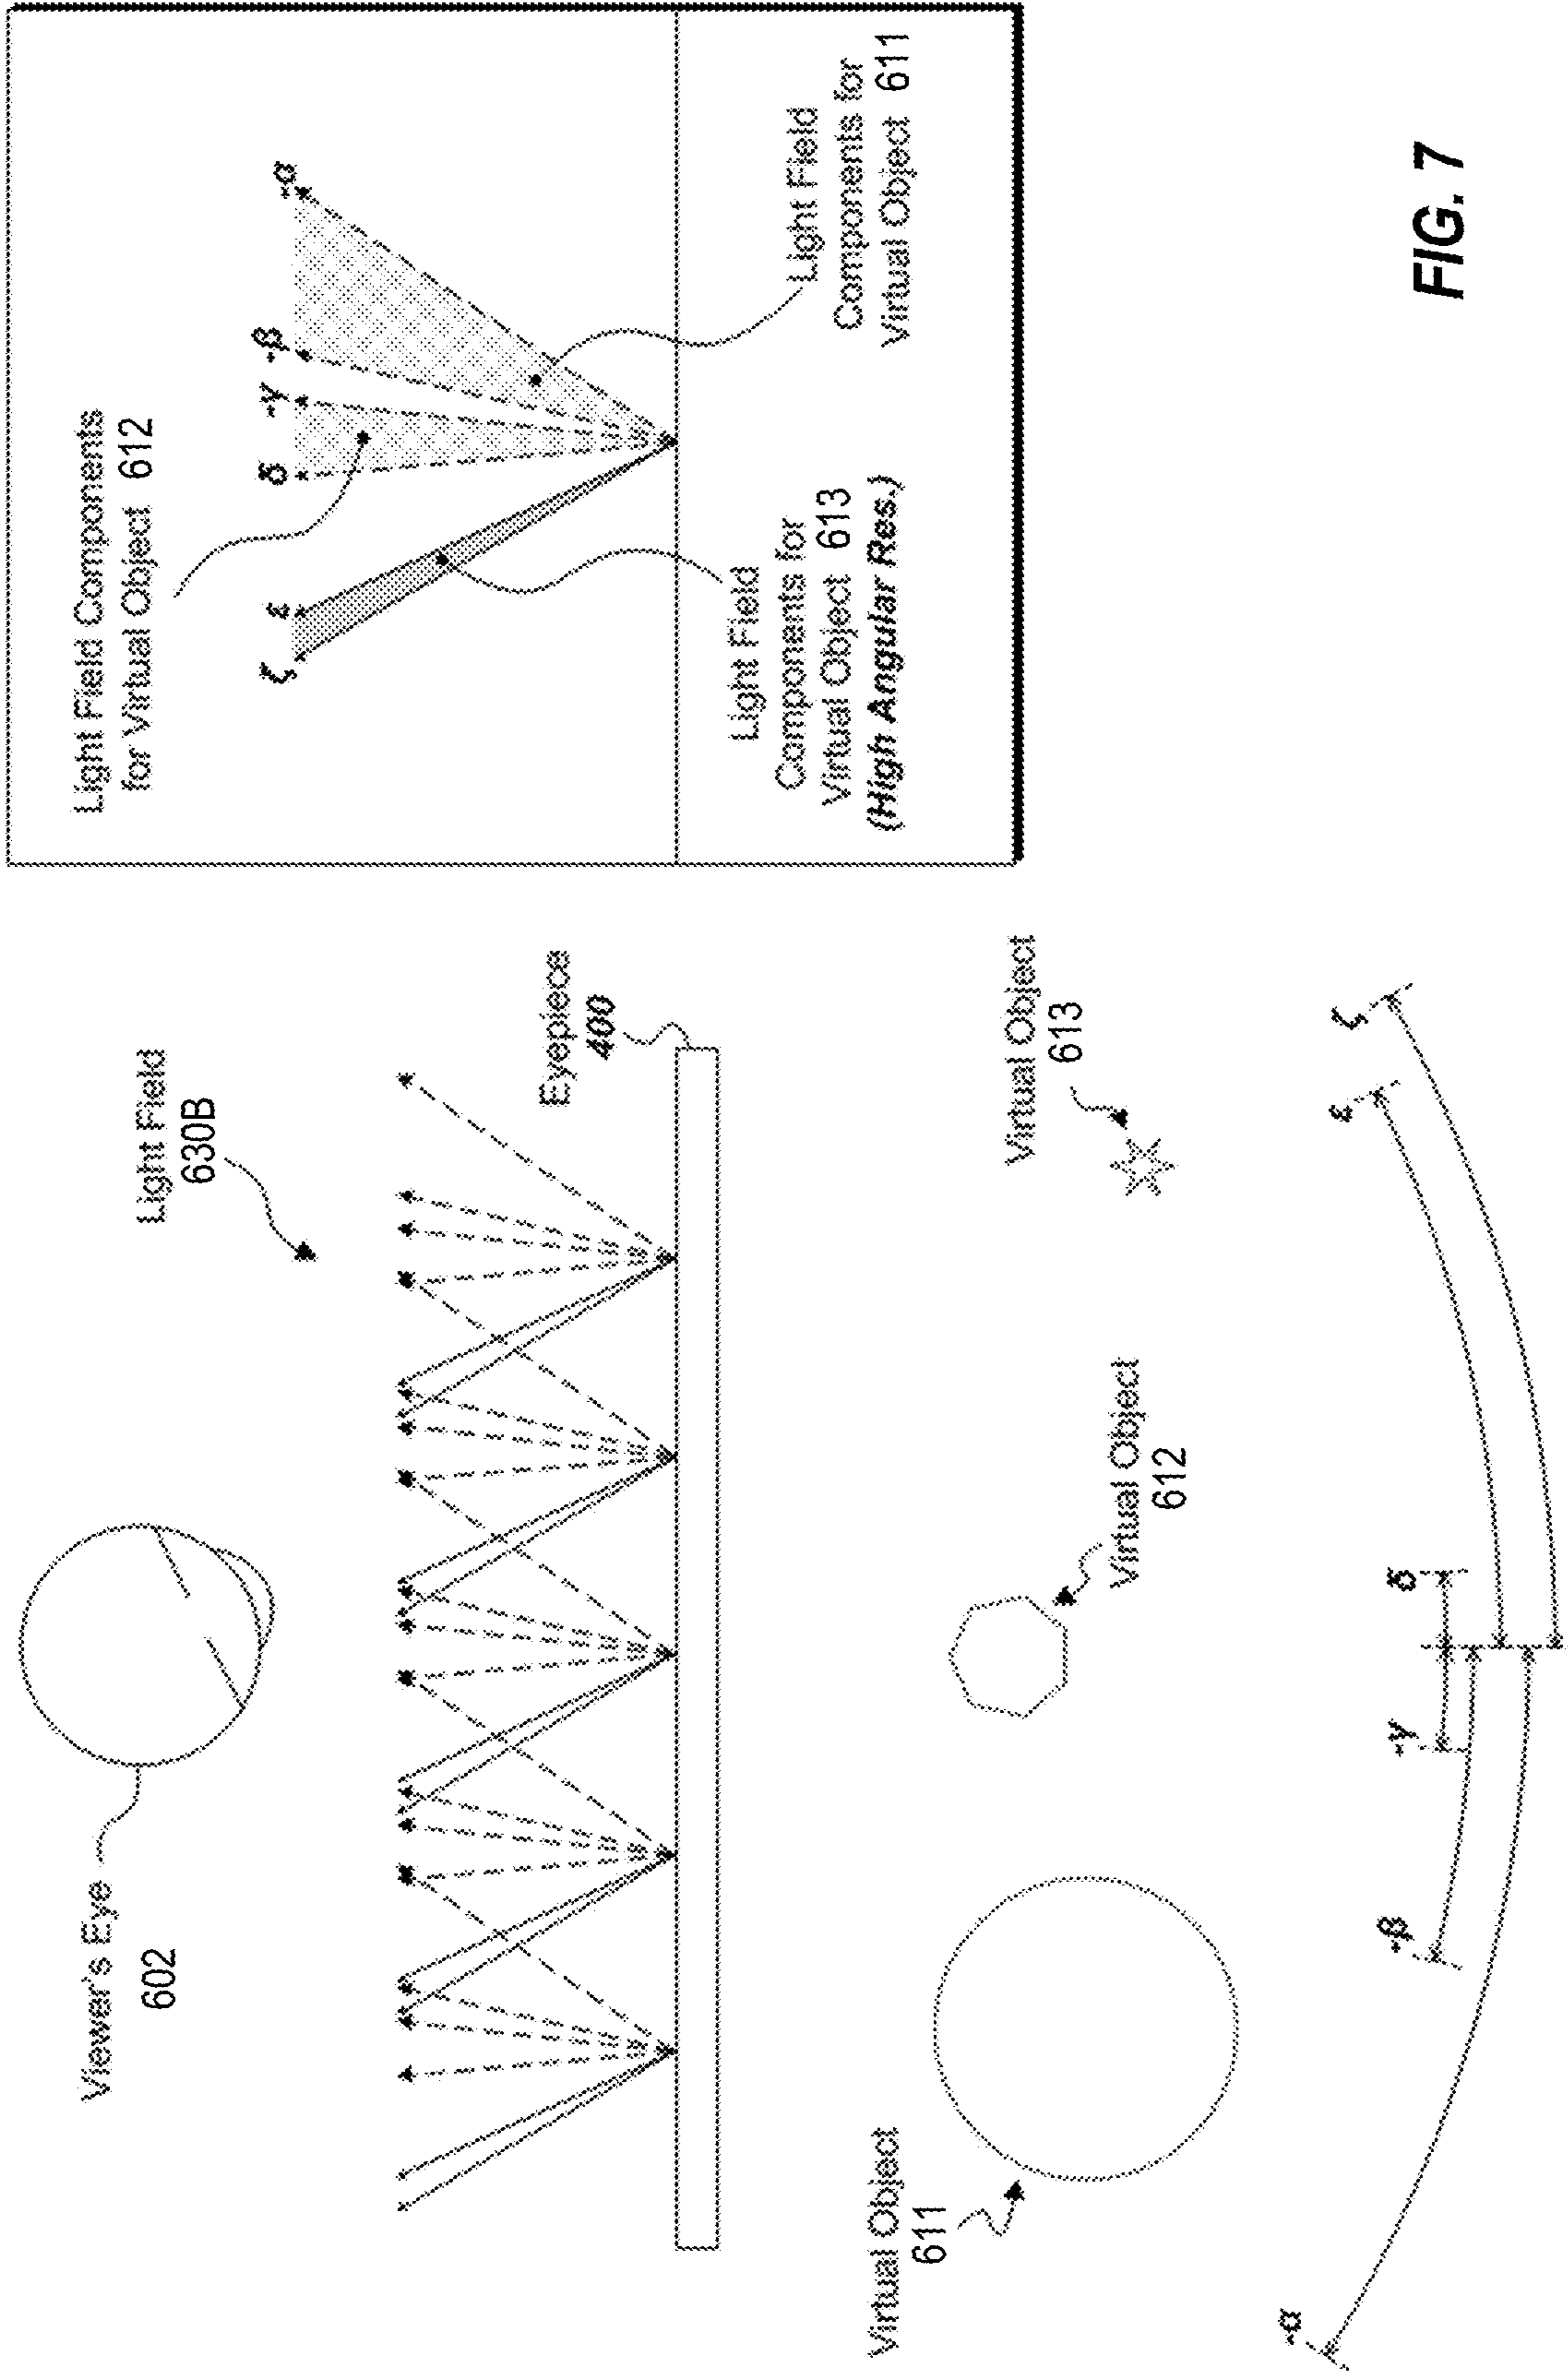 Viewer's Eye
602
Light Field
630B
Eyepiece
400
Virtual Object
611
Virtual Object
612
Virtual Object
613
-α
-β
-γ
δ
ε
ζ
Light Field Components
for Virtual Object 612
ζ
ε
δ
-γ
-β
-α
Light Field
Components for
Virtual Object 613
(High Angular Res.)
Light Field
Components for
Virtual Object 611
FIG. 7